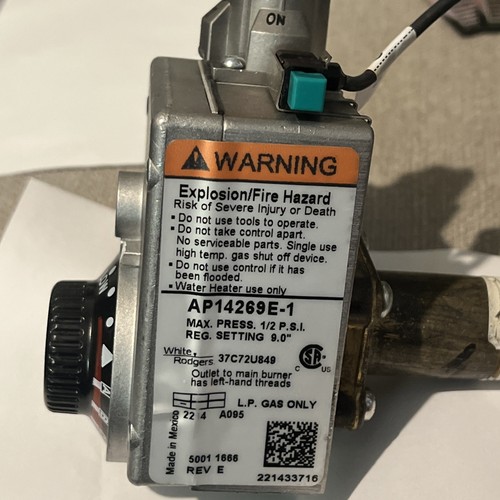 ON
WARNING
Explosion/Fire Hazard
Risk of Severe Injury or Death
• Do not use tools to operate.
• Do not take control apart.
No serviceable parts. Single use
high temp. gas shut off device.
• Do not use control if it has
been flooded.
• Water Heater use only
AP14269E-1
MAX. PRESS. 1/2 P.S.I.
REG. SETTING 9.0"
White
Rodgers 37C72U849
C US
Outlet to main burner
has left-hand threads
L.P. GAS ONLY
22 4 A095
Made in Mexico
5001 1666
REV E
221433716